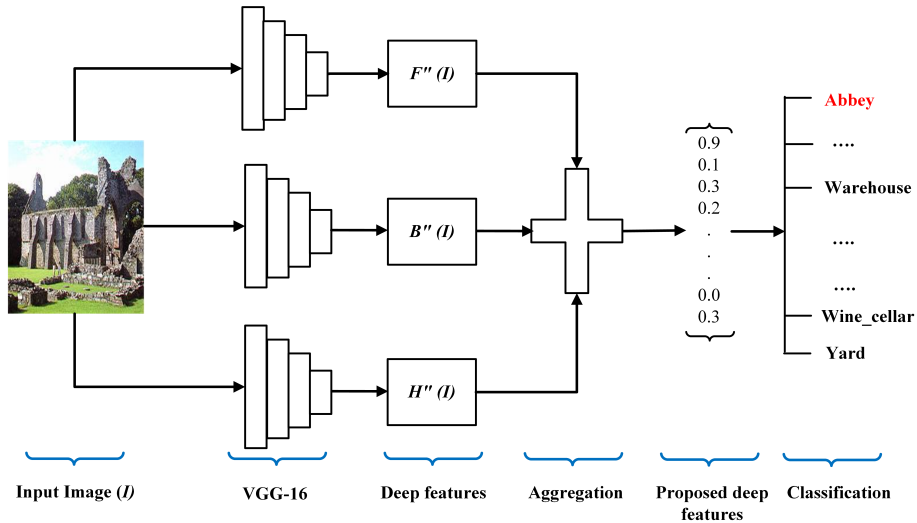 F'' (I)
B'' (I)
H'' (I)
0.9
0.1
0.3
0.2
.
.
.
0.0
0.3
Abbey
....
Warehouse
....
....
Wine_cellar
Yard
Input Image (I)
VGG-16
Deep features
Aggregation
Proposed deep
features
Classification